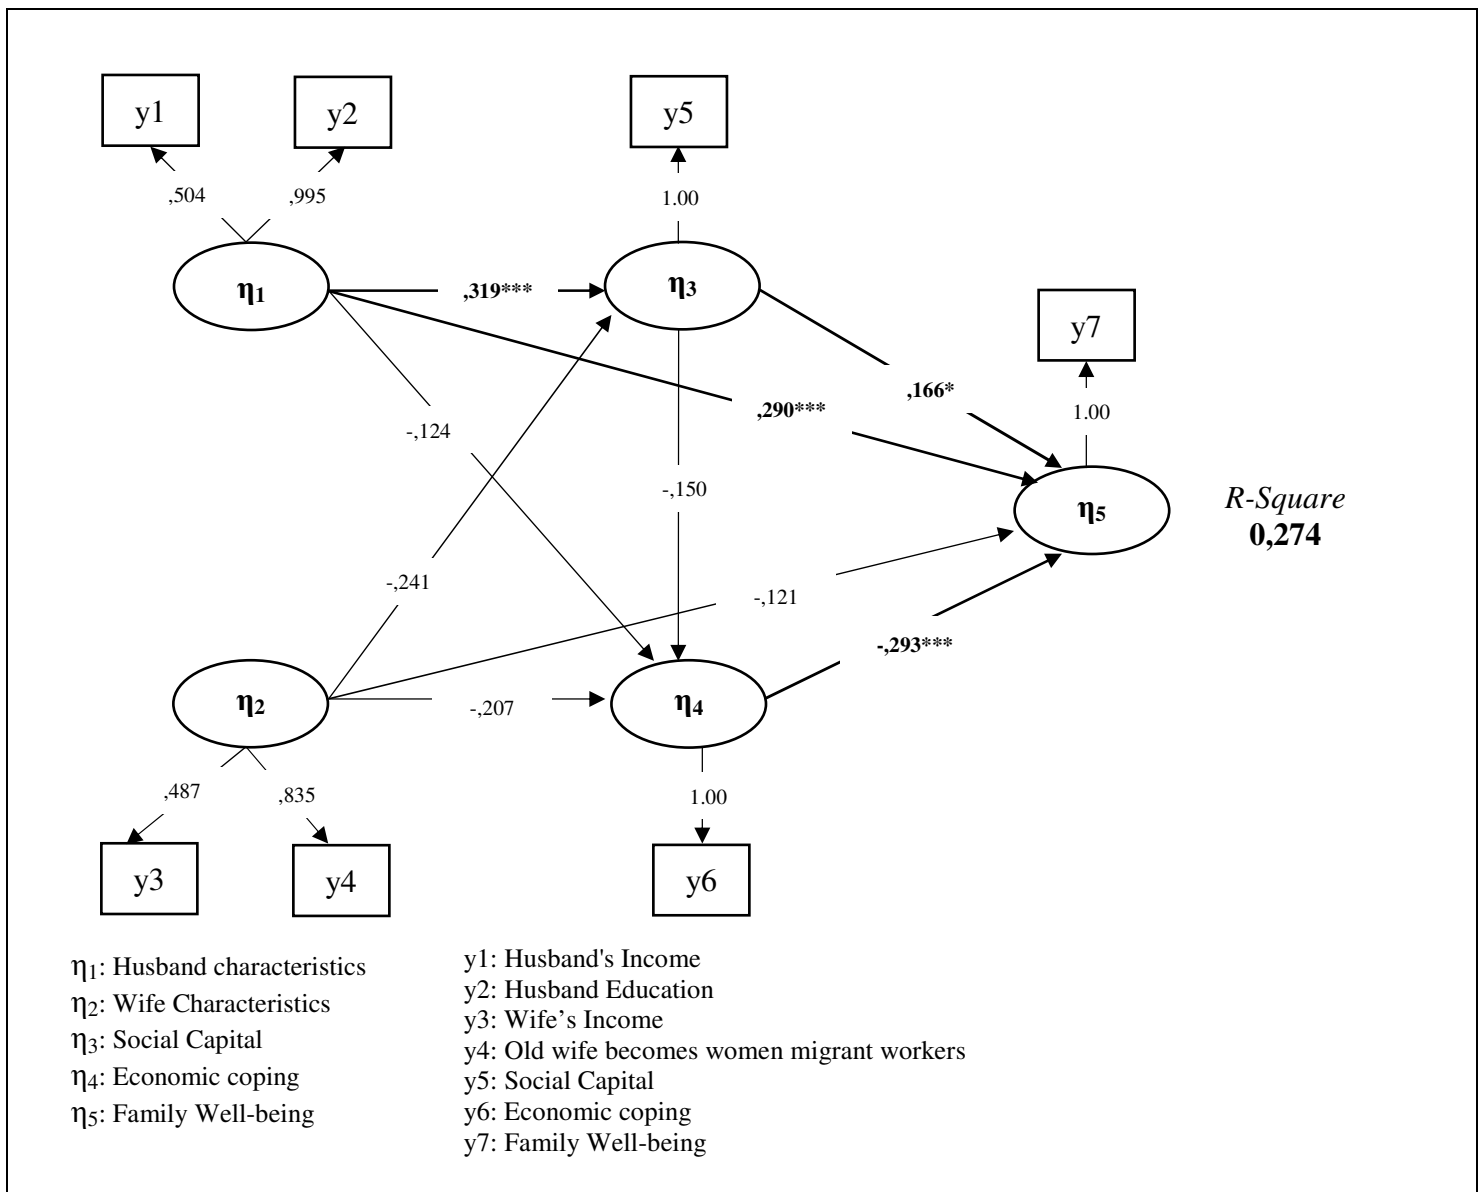 y1
y2
y5
,504
,995
1.00
η1
,319***
η3
y7
,166*
,290***
1.00
-,124
-,150
η5
R-Square
0,274
-,241
-,121
-,293***
η2
-,207
η4
,487
,835
1.00
y3
y4
y6
η1: Husband characteristics
η2: Wife Characteristics
η3: Social Capital
η4: Economic coping
η5: Family Well-being
y1: Husband's Income
y2: Husband Education
y3: Wife’s Income
y4: Old wife becomes women migrant workers
y5: Social Capital
y6: Economic coping
y7: Family Well-being